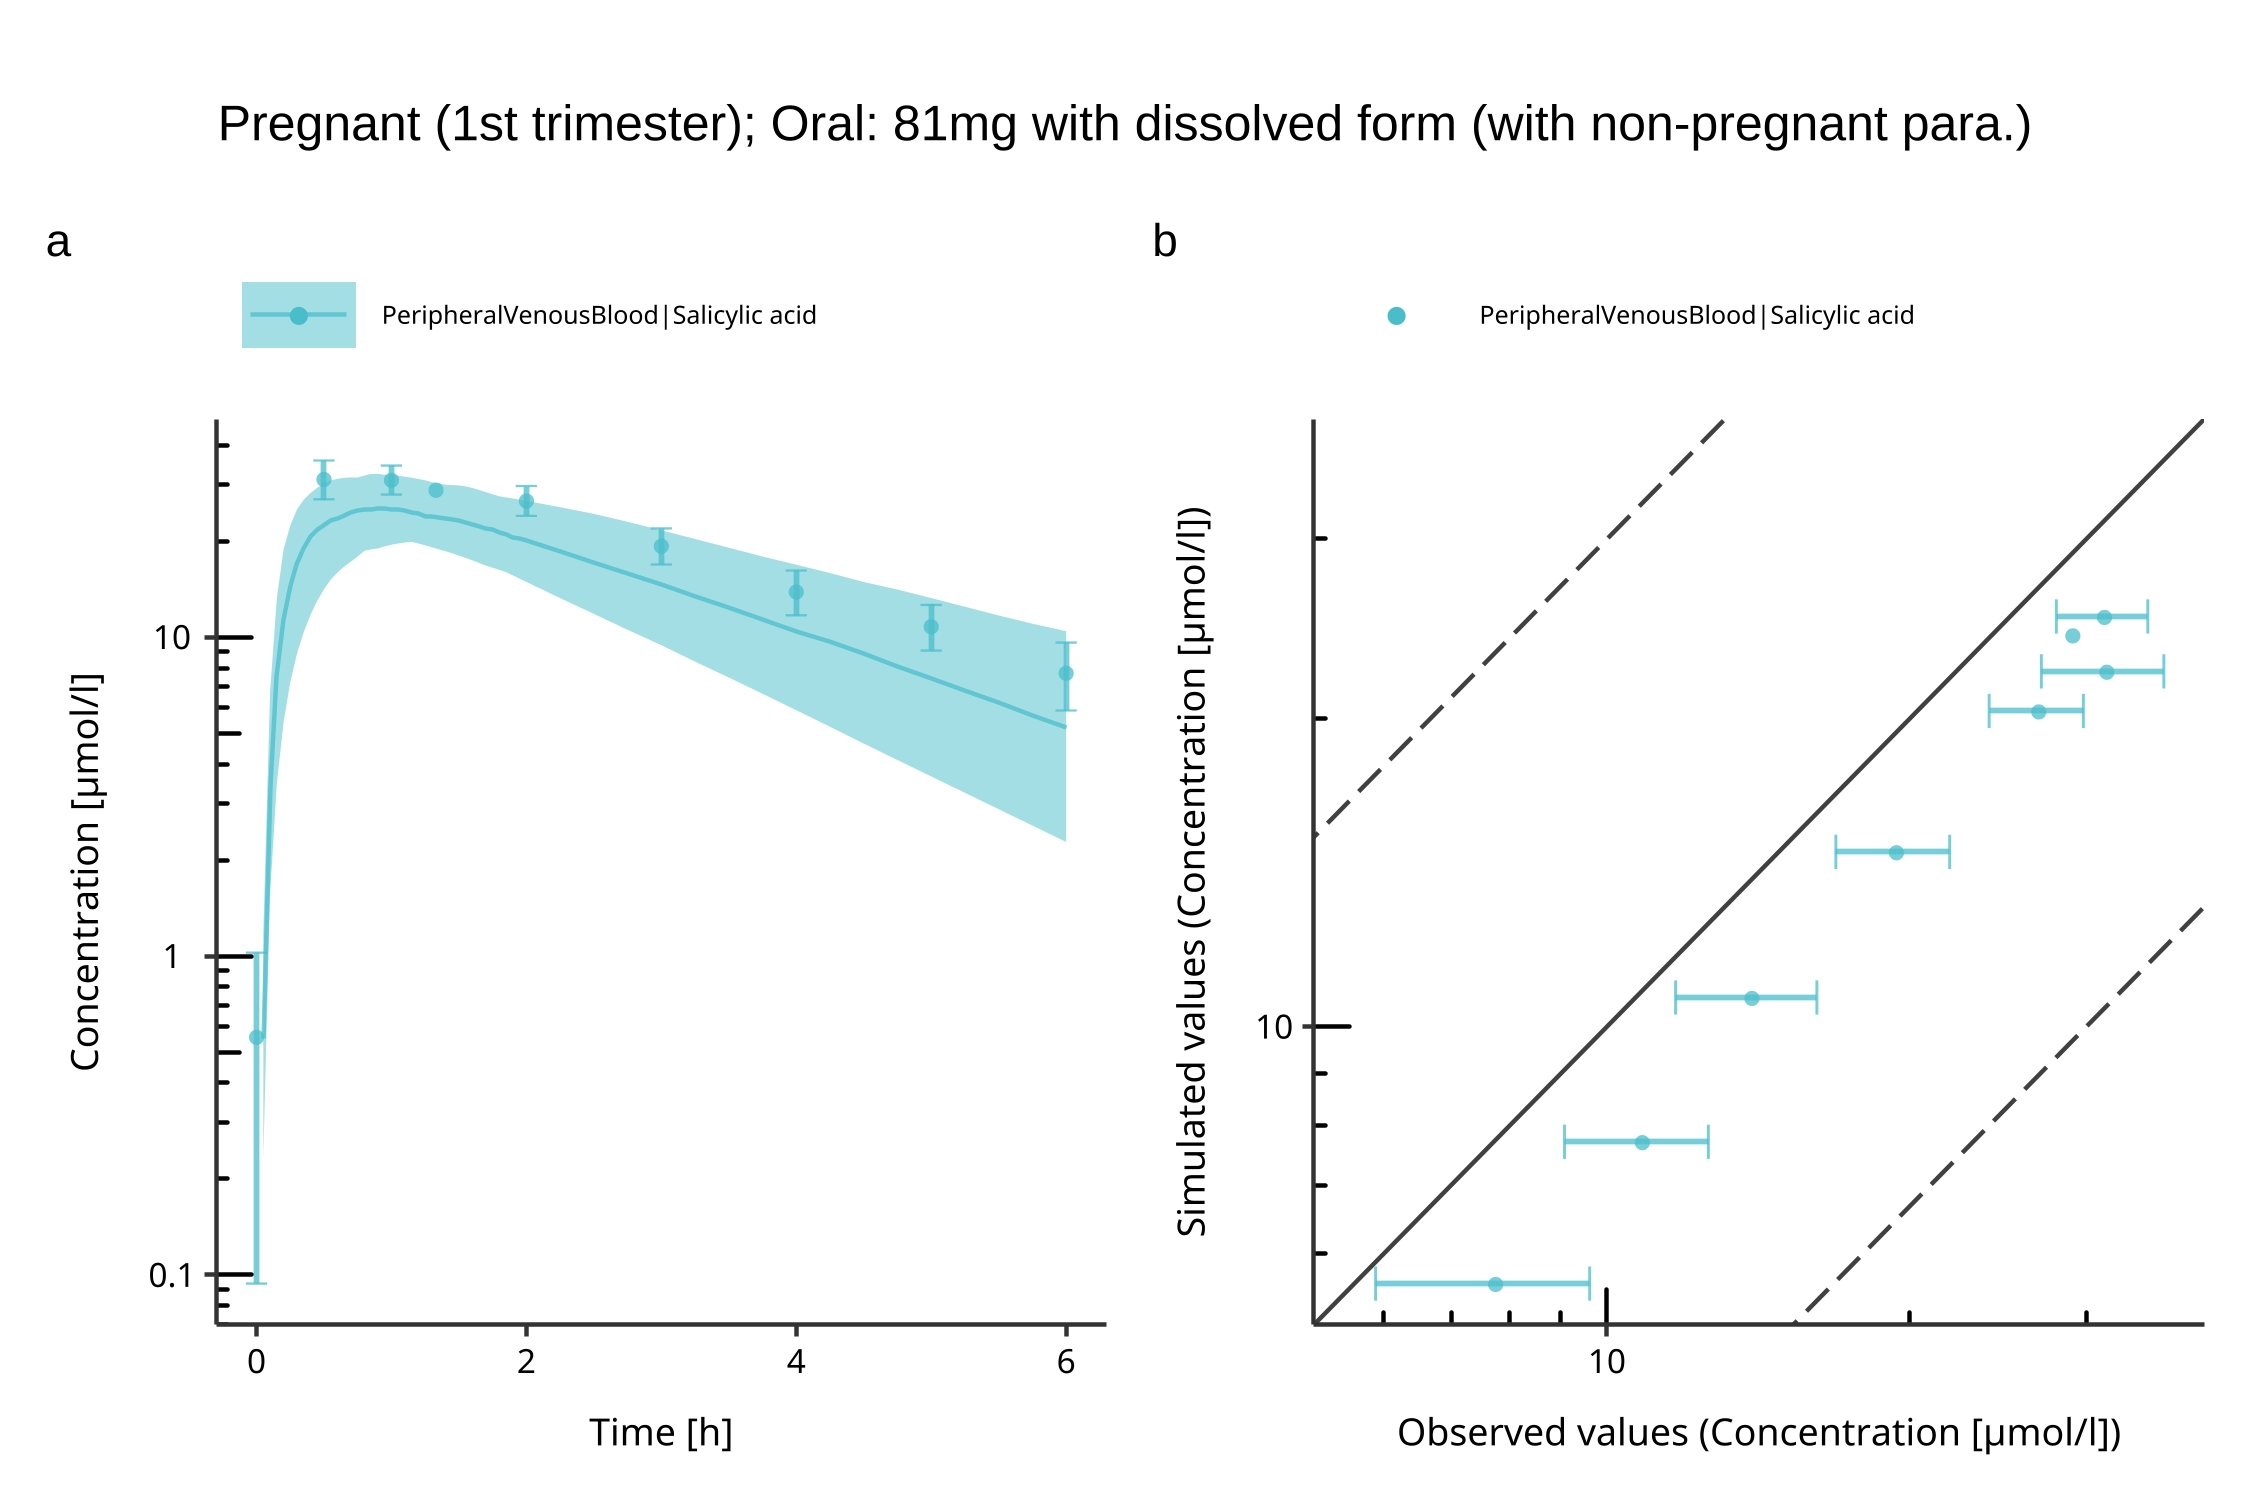 Pregnant (1st trimester); Oral: 81mg with dissolved form (with non-pregnant para.)
a
PeripheralVenousBlood|Salicylic acid
Concentration [µmol/l]
10
1
0.1
0
2
4
6
Time [h]
b
PeripheralVenousBlood|Salicylic acid
Simulated values (Concentration [µmol/l])
10
10
Observed values (Concentration [µmol/l])